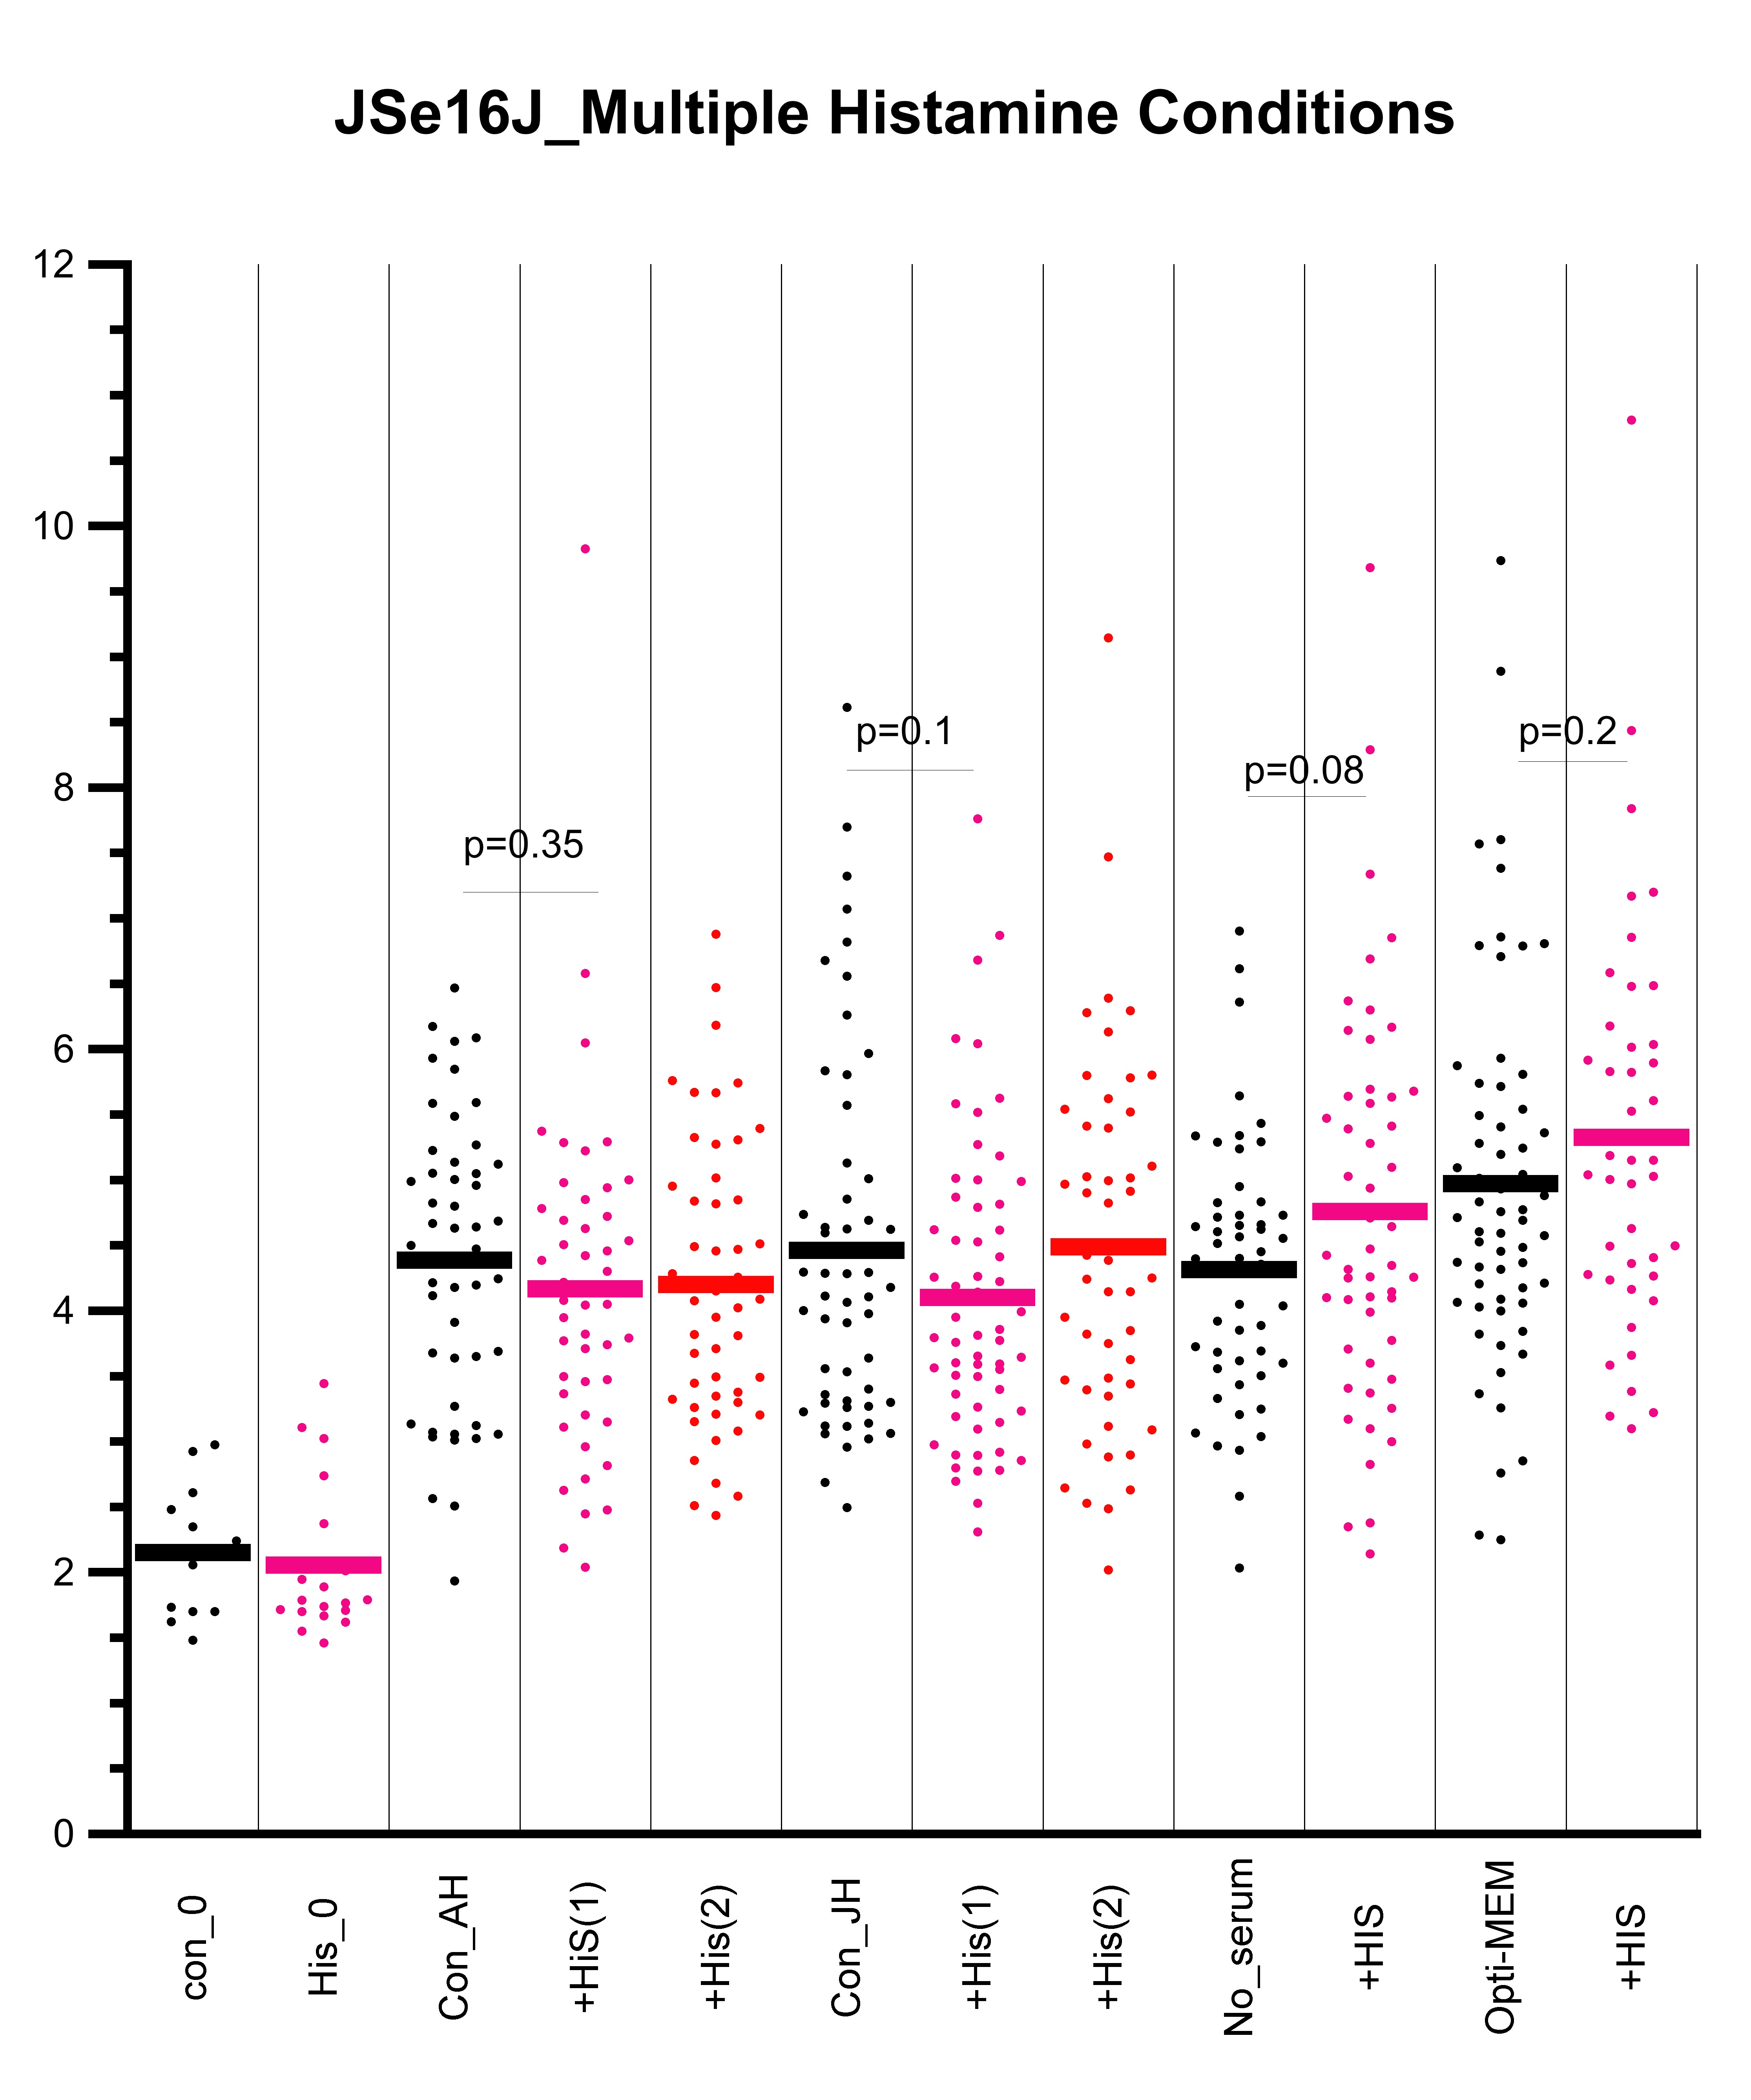 JSe16J_Multiple Histamine Conditions
12
10
8
6
4
2
0
p=0.35
p=0.1
p=0.08
p=0.2
con_0
His_0
Con_AH
+HiS(1)
+His(2)
Con_JH
+His(1)
+His(2)
No_serum
+HIS
Opti-MEM
+HIS